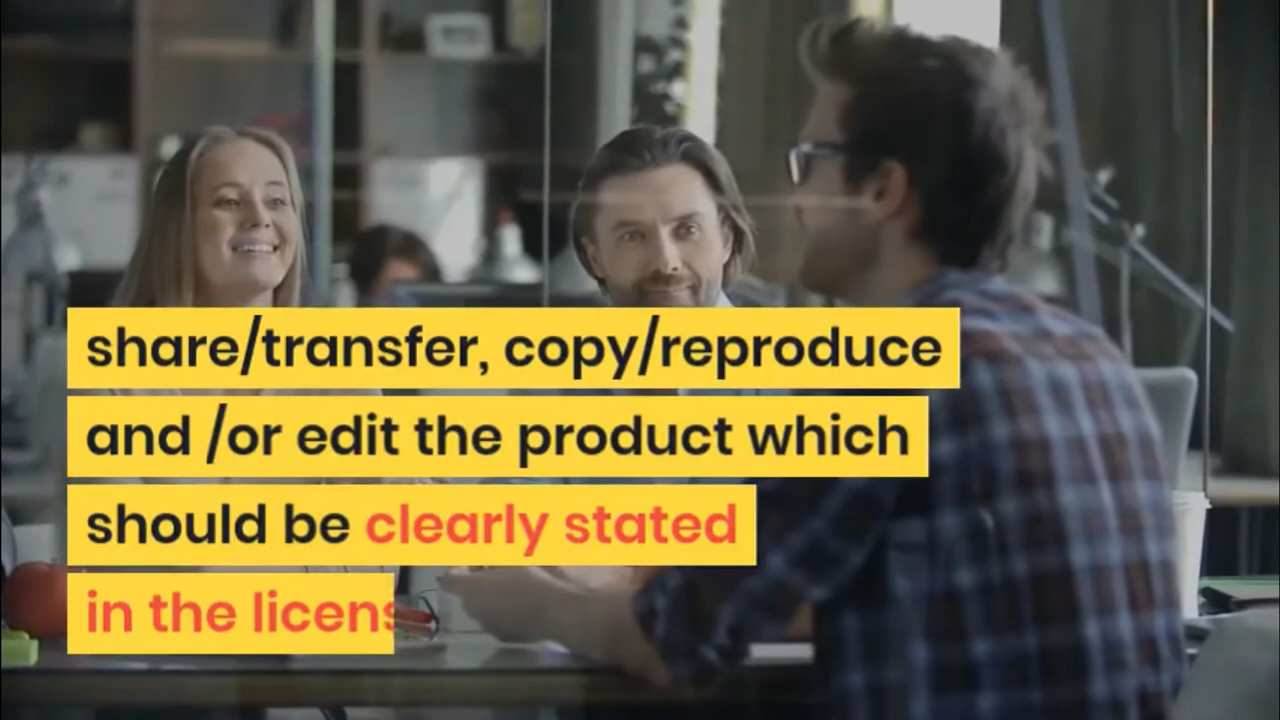 share/transfer, copy/reproduce
and /or edit the product which
should be clearly stated
in the licens